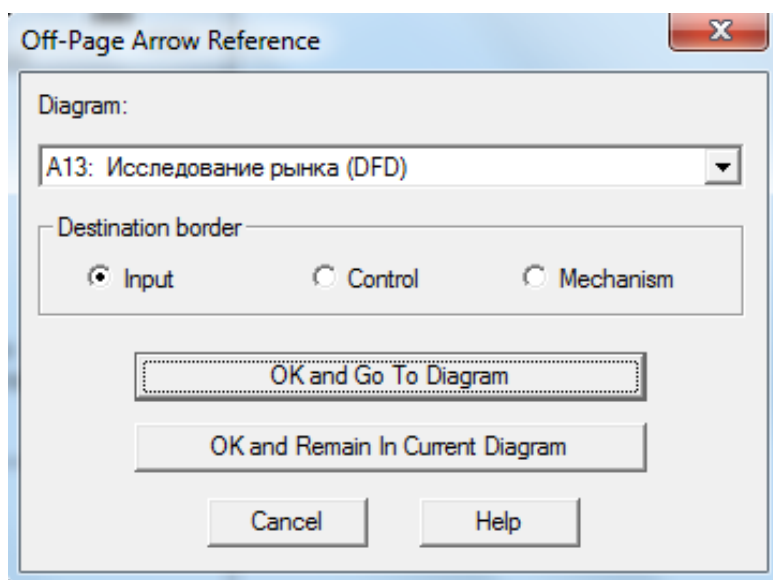 Off-Page Arrow Reference
Diagram:
A13: Исследование рынка (DFD)
Destination border
Input Control Mechanism
OK and Go To Diagram
OK and Remain In Current Diagram
Cancel Help